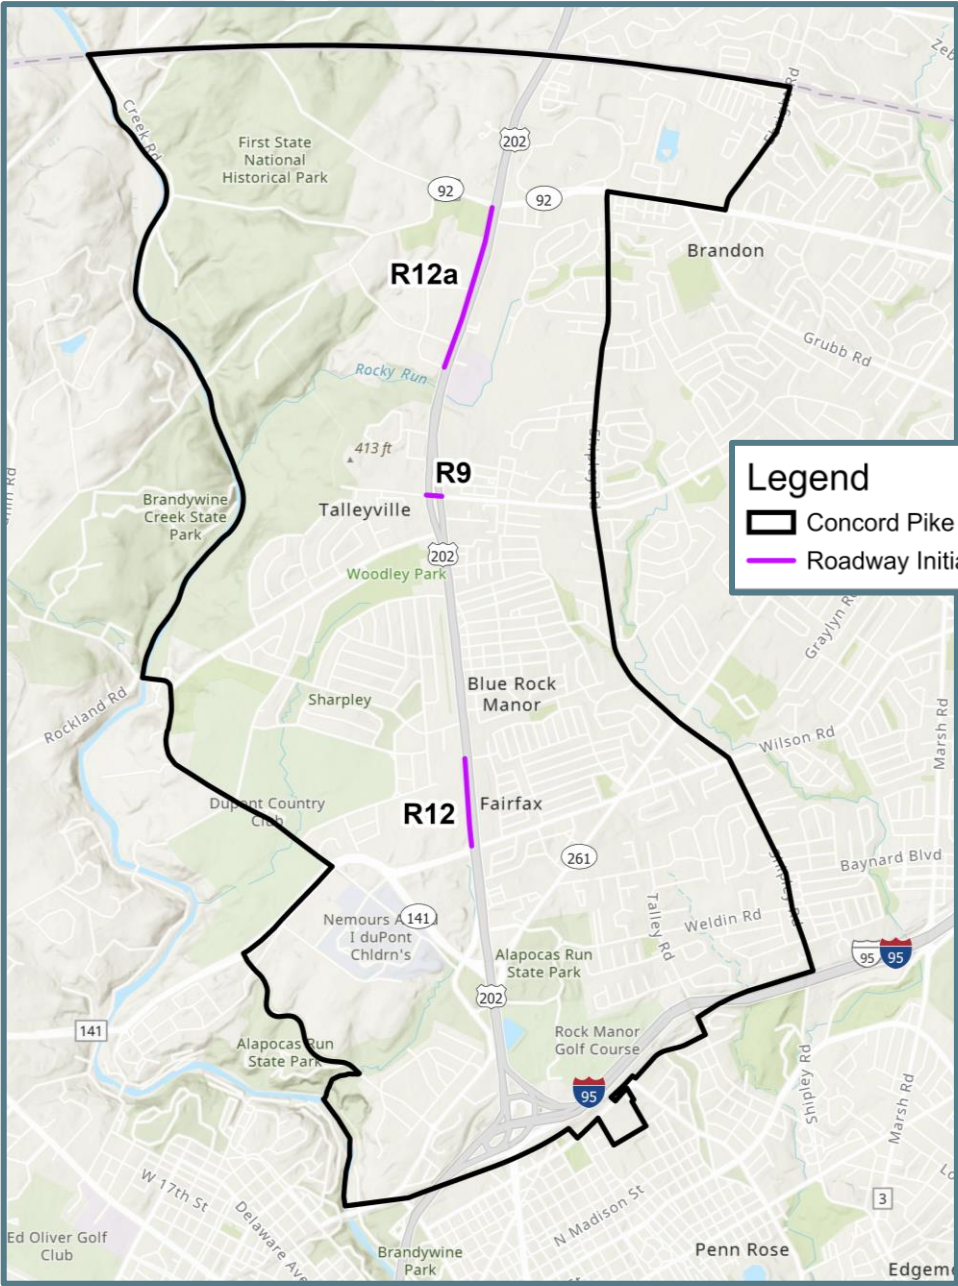 Zeb
Creek Rd
202
First State
National
Historical Park
92
92
Brandon
R12a
Grubb Rd
Rocky Run
413 ft
R9
Shipley Rd
Legend
Concord Pike
Roadway Initia
Brandywine
Creek State
Park
Talleyville
202
Woodley Park
Graylyn Rd
Rockland Rd
Sharpley
Blue Rock
Manor
Wilson Rd
Marsh Rd
Dupont Country
Club
R12
Fairfax
261
Baynard Blvd
Shipley Rd
Talley Rd
Weldin Rd
Nemours A
I duPont
Chldrn's
141
Alapocas Run
State Park
95
95
202
141
Alapocas Run
State Park
Rock Manor
Golf Course
95
Shipley Rd
Marsh Rd
W 17th St
Delaware Ave
N Madison St
3
Ed Oliver Golf
Club
Brandywine
Park
Penn Rose
Edgem